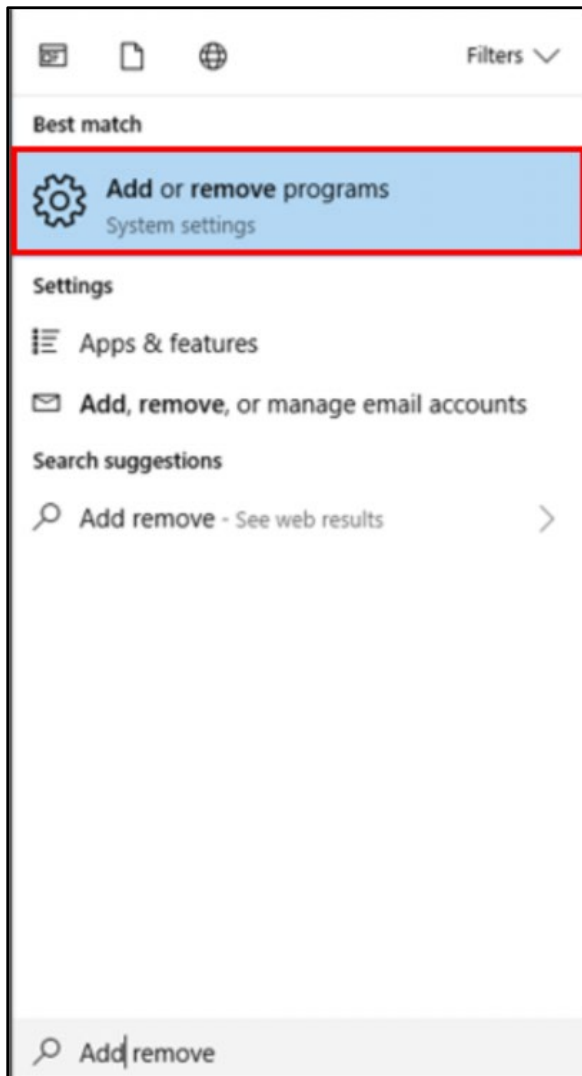 Filters
Best match
Add or remove programs
System settings
Settings
Apps & features
Add, remove, or manage email accounts
Search suggestions
Add remove - See web results
Add remove